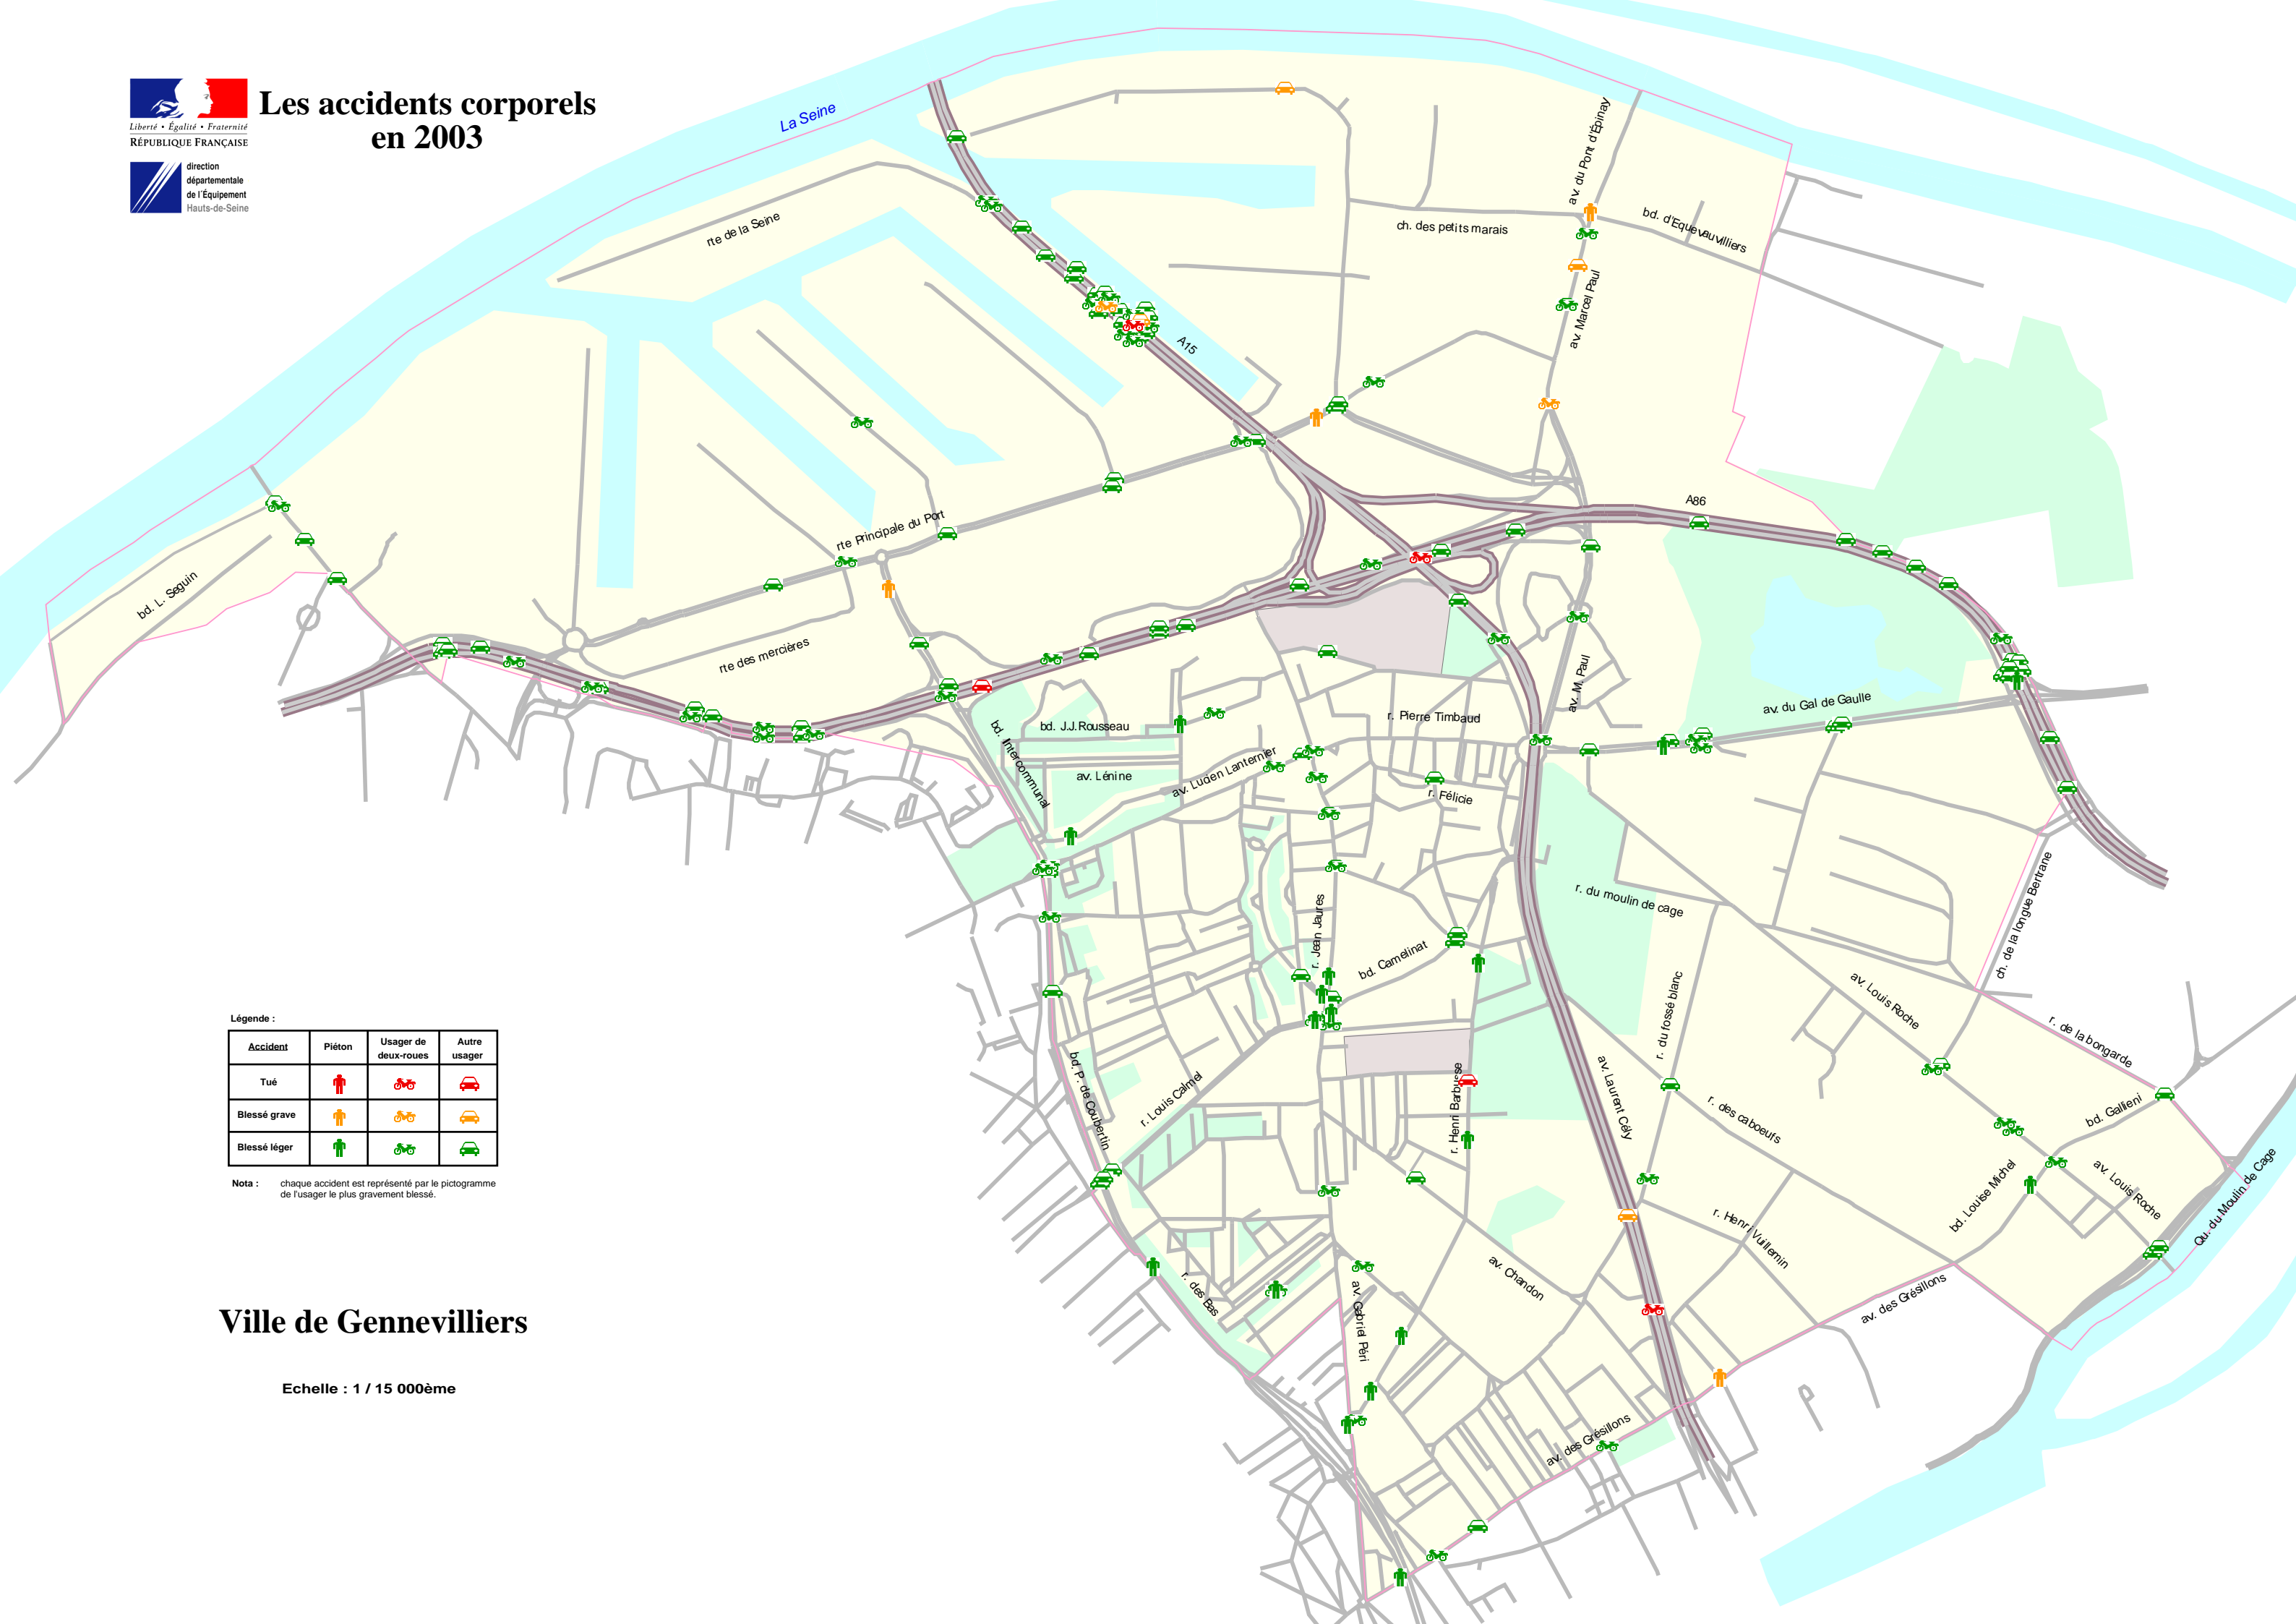 Liberté • Égalité • Fraternité
RÉPUBLIQUE FRANÇAISE
direction
départementale
de l'Équipement
Hauts-de-Seine
Les accidents corporels
en 2003
La Seine
rte de la Seine
av. du Pont d'Épinay
ch. des petits marais
bd. d'Equevauvilliers
av. Marcel Paul
A15
A86
rte Principale du Port
bd. L. Seguin
rte des mercières
av. M. Paul
av. du Gal de Gaulle
bd. J.J.Rousseau
r. Pierre Timbaud
bd. Intercommunal
av. Lénine
av. Lucien Lanternier
r. Félicie
r. du moulin de cage
ch. de la longue Bertrane
r. Jean Jaures
bd. Camelinat
r. du fossé blanc
av. Louis Roche
r. de la bongarde
bd. P. de Coubertin
r. Louis Calmel
r. Henri Barbusse
av. Laurent Cély
r. des caboeufs
bd. Gallieni
bd. Louise Michel
av. Louis Roche
Qu. du Moulin de Cage
r. Henri Vuillemin
r. des Bas
av. Chandon
av. Gabriel Péri
av. des Grésillons
av. des Grésillons
Légende :
Accident
Piéton
Usager de
deux-roues
Autre
usager
Tué
Blessé grave
Blessé léger
Nota :
chaque accident est représenté par le pictogramme
de l'usager le plus gravement blessé.
Ville de Gennevilliers
Echelle : 1 / 15 000ème